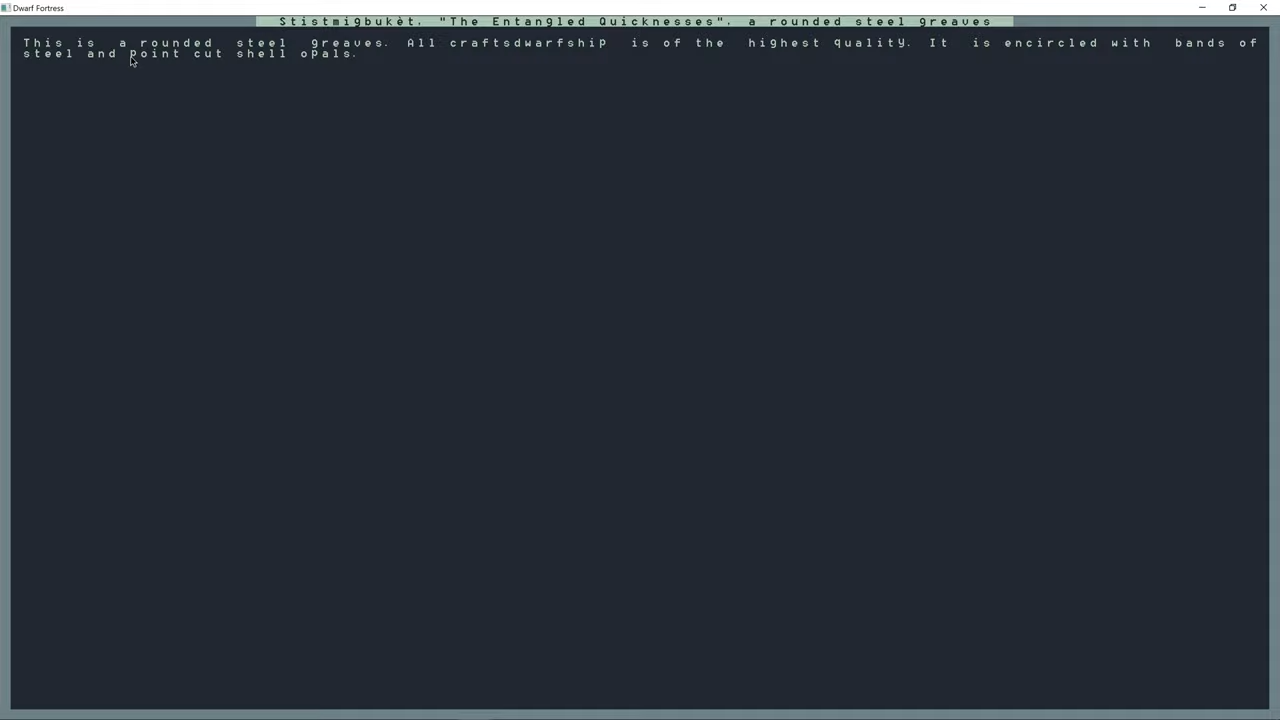 Dwarf Fortress
Stistmigbukèt, "The Entangled Quicknesses", a rounded steel greaves
This is a rounded steel greaves. All craftsdwarfship is of the highest quality. It is encircled with bands of
steel and point cut shell opals.